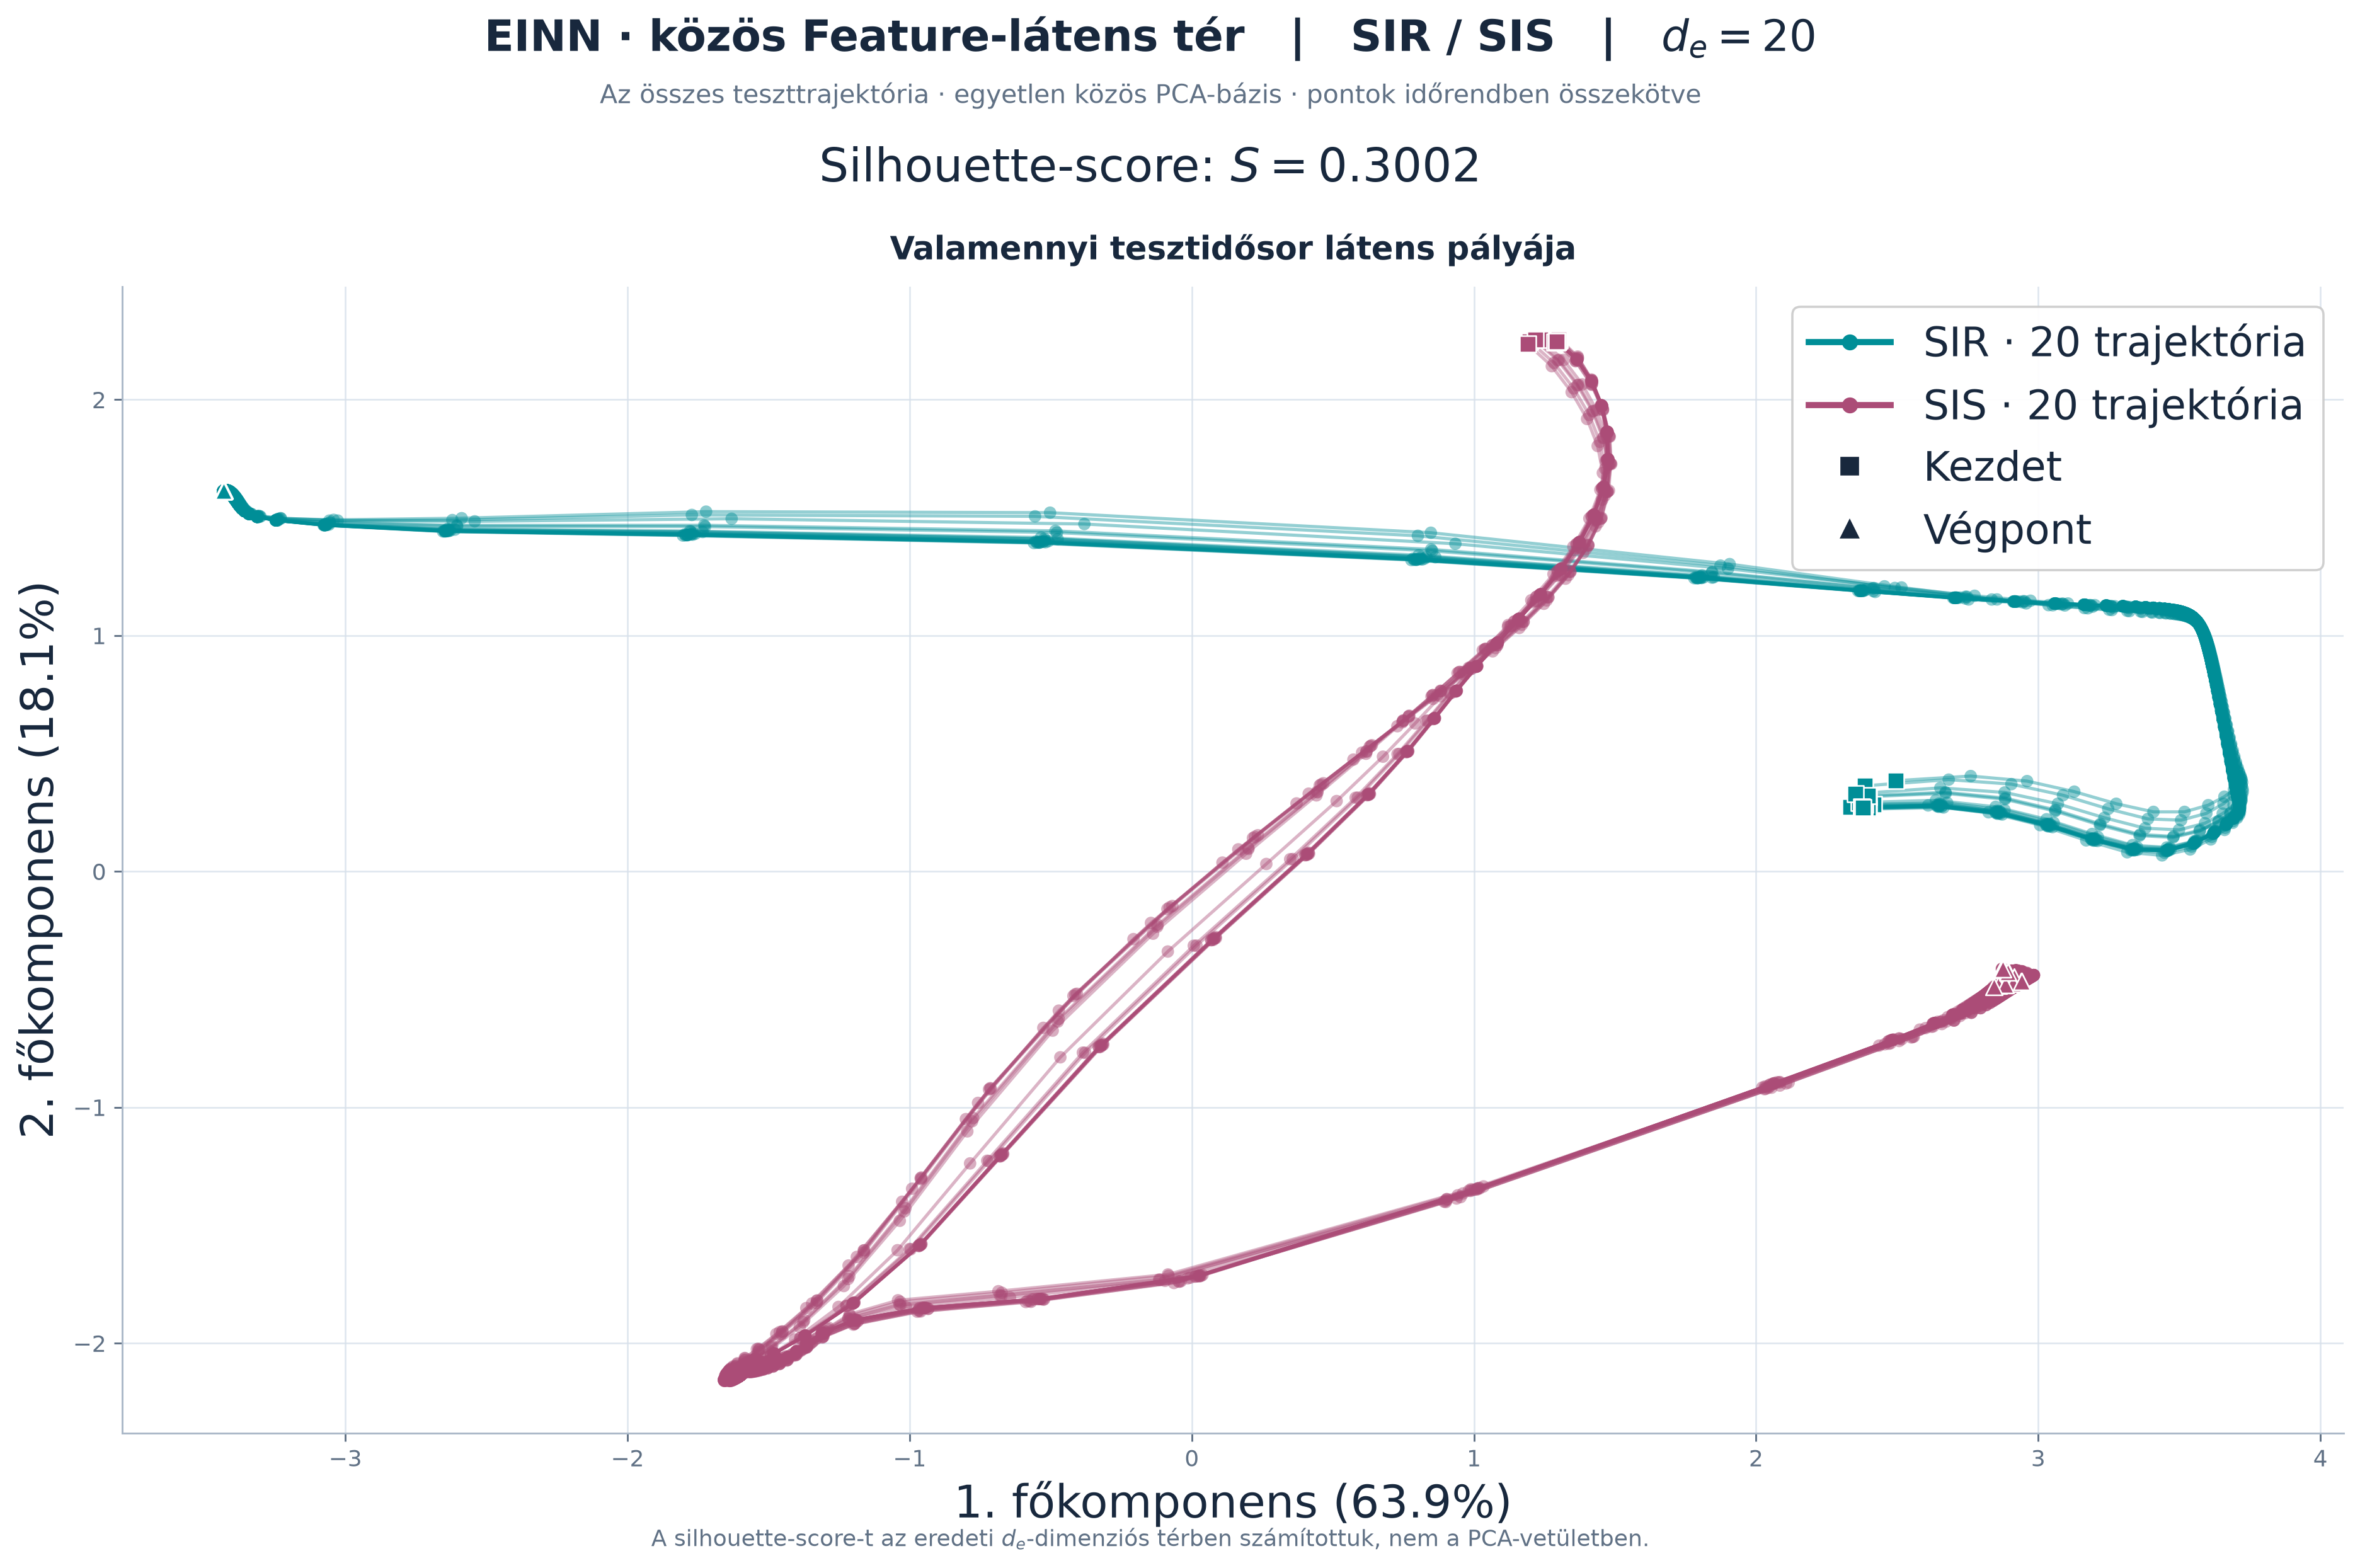 EINN · közös Feature-látens tér | SIR / SIS | d_e = 20
Az összes teszttrajektória · egyetlen közös PCA-bázis · pontok időrendben összekötve
Silhouette-score: S = 0.3002
Valamennyi tesztidősor látens pályája
SIR · 20 trajektória
SIS · 20 trajektória
Kezdet
Végpont
2. főkomponens (18.1%)
2
1
0
−1
−2
−3
−2
−1
0
1
2
3
4
1. főkomponens (63.9%)
A silhouette-score-t az eredeti d_e-dimenziós térben számítottuk, nem a PCA-vetületben.